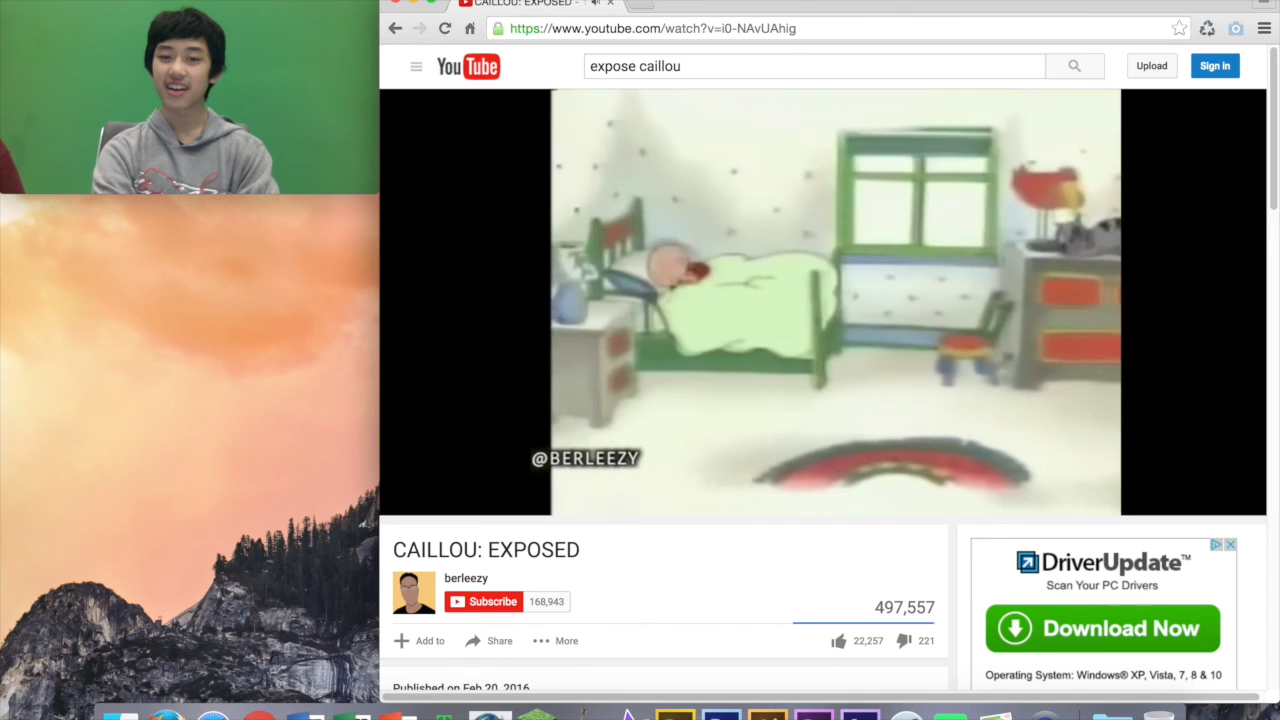 CAILLOU: EXPOSED -
https://www.youtube.com/watch?v=i0-NAvUAhig
YouTube
expose caillou
Upload
Sign in
@BERLEEZY
CAILLOU: EXPOSED
berleezy
Subscribe 168,943
497,557
Add to Share More
22,257 221
Published on Feb 20, 2016
DriverUpdate™
Scan Your PC Drivers
Download Now
Operating System: Windows® XP, Vista, 7, 8 & 10